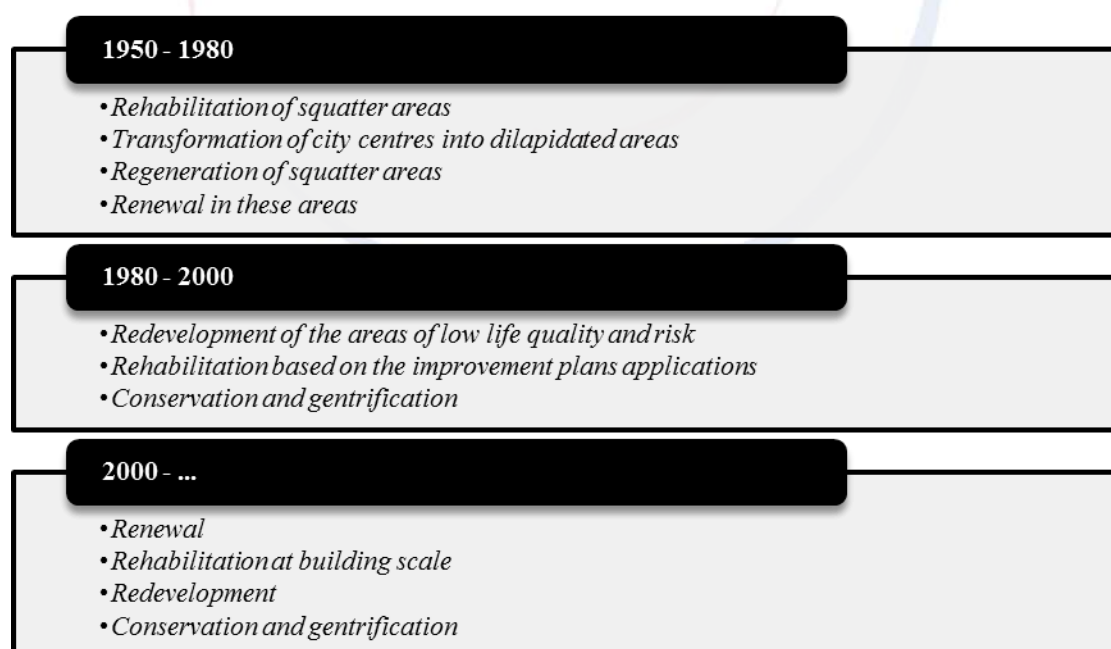 1950 - 1980
• Rehabilitation of squatter areas
• Transformation of city centres into dilapidated areas
• Regeneration of squatter areas
• Renewal in these areas
1980 - 2000
• Redevelopment of the areas of low life quality and risk
• Rehabilitation based on the improvement plans applications
• Conservation and gentrification
2000 - ...
• Renewal
• Rehabilitation at building scale
• Redevelopment
• Conservation and gentrification